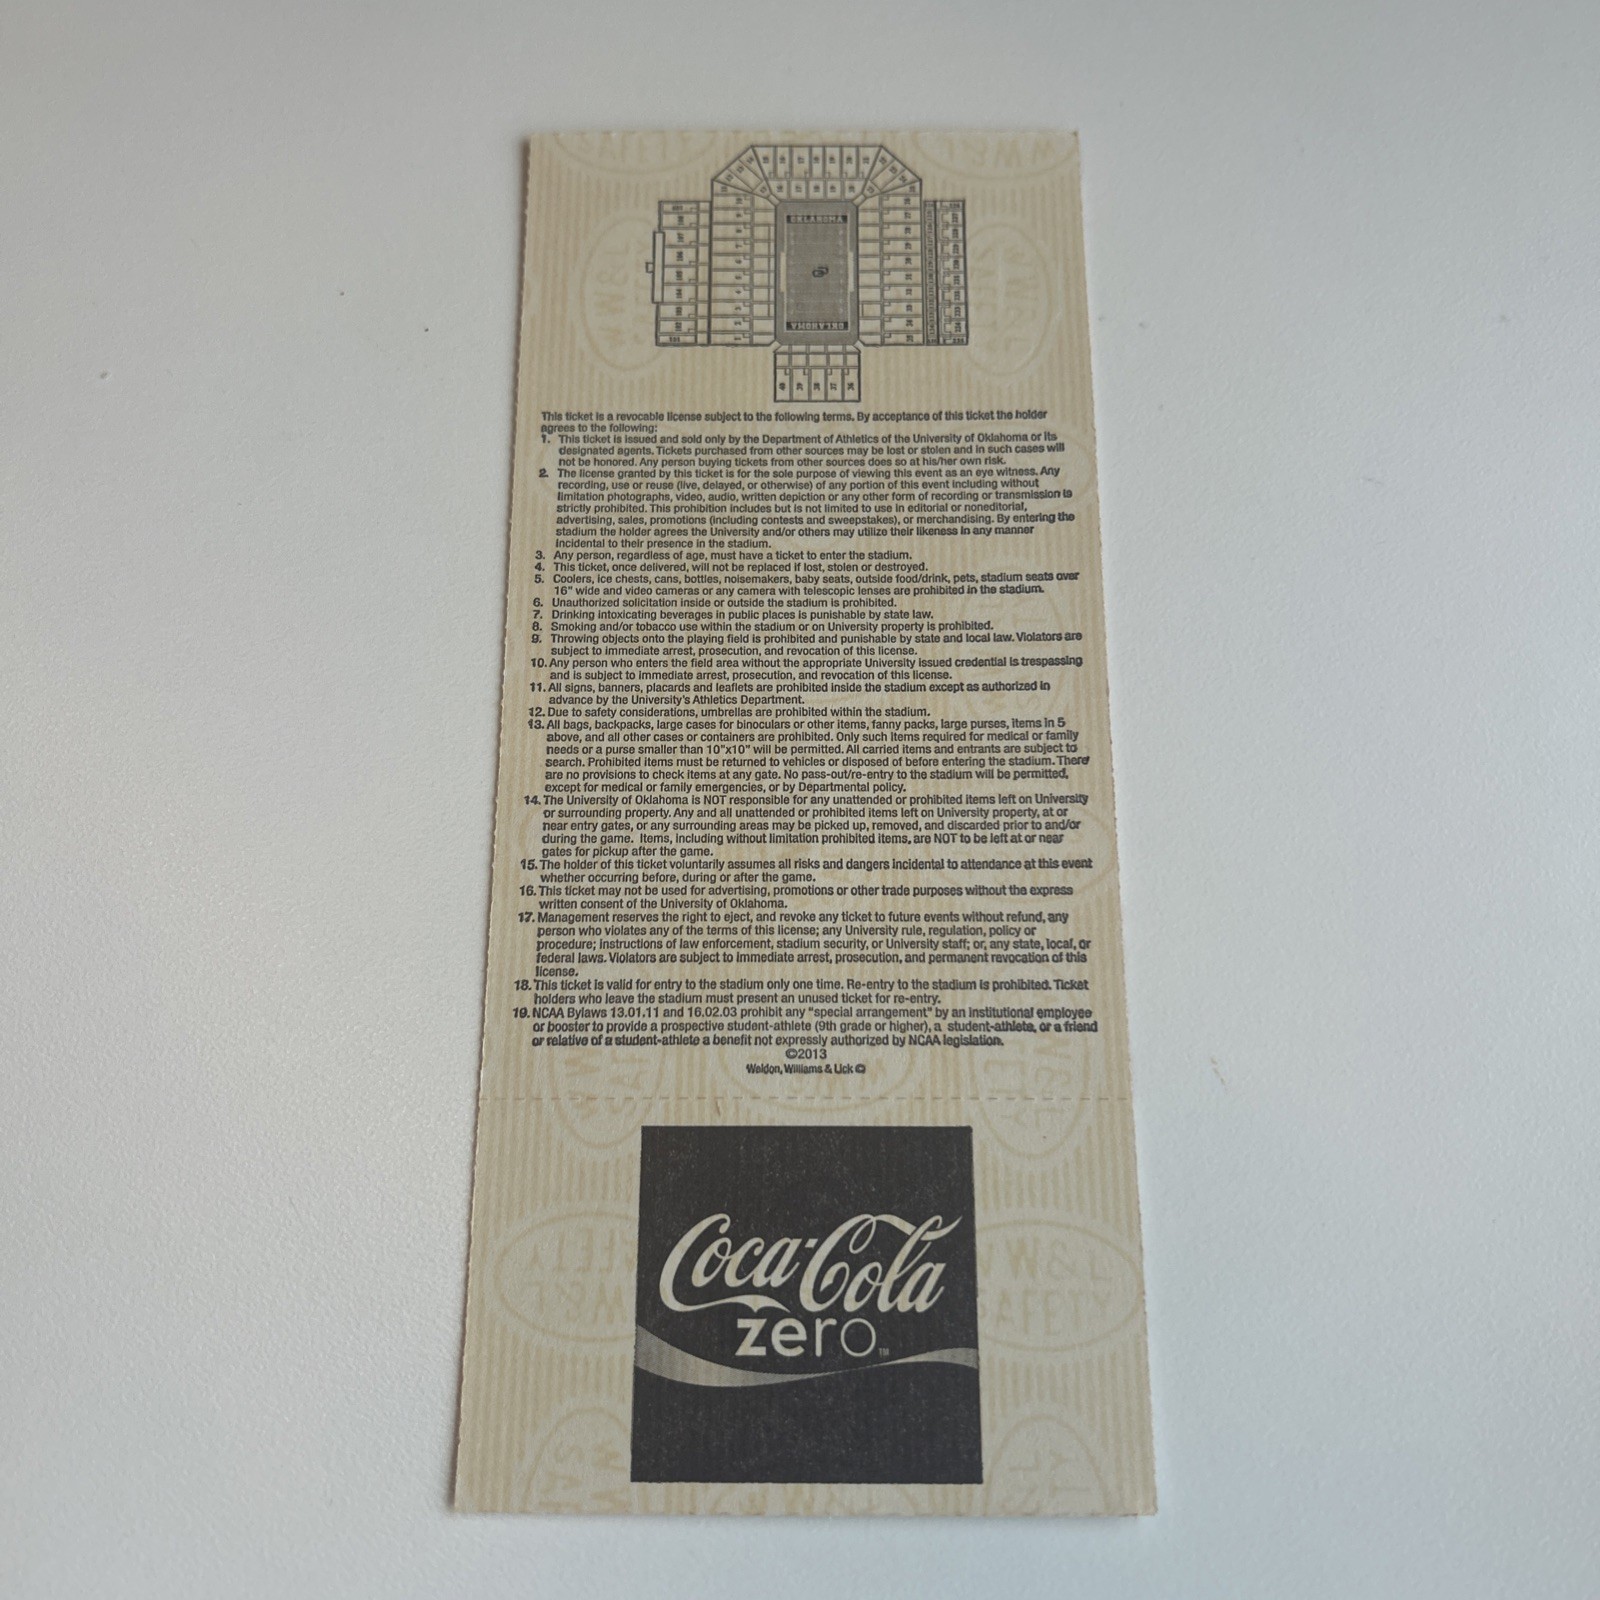 OKLAHOMA
OKLAHOMA
This ticket is a revocable license subject to the following terms. By acceptance of this ticket the holder
agrees to the following:
1. This ticket is issued and sold only by the Department of Athletics of the University of Oklahoma or its
designated agents. Tickets purchased from other sources may be lost or stolen and in such cases will
not be honored. Any person buying tickets from other sources does so at his/her own risk.
2. The license granted by this ticket is for the sole purpose of viewing this event as an eye witness. Any
recording, use or reuse (live, delayed, or otherwise) of any portion of this event including without
limitation photographs, video, audio, written depiction or any other form of recording or transmission is
strictly prohibited. This prohibition includes but is not limited to use in editorial or noneditorial,
advertising, sales, promotions (including contests and sweepstakes), or merchandising. By entering the
stadium the holder agrees the University and/or others may utilize their likeness in any manner
incidental to their presence in the stadium.
3. Any person, regardless of age, must have a ticket to enter the stadium.
4. This ticket, once delivered, will not be replaced if lost, stolen or destroyed.
5. Coolers, ice chests, cans, bottles, noisemakers, baby seats, outside food/drink, pets, stadium seats over
16" wide and video cameras or any camera with telescopic lenses are prohibited in the stadium.
6. Unauthorized solicitation inside or outside the stadium is prohibited.
7. Drinking intoxicating beverages in public places is punishable by state law.
8. Smoking and/or tobacco use within the stadium or on University property is prohibited.
9. Throwing objects onto the playing field is prohibited and punishable by state and local law. Violators are
subject to immediate arrest, prosecution, and revocation of this license.
10. Any person who enters the field area without the appropriate University issued credential is trespassing
and is subject to immediate arrest, prosecution, and revocation of this license.
11. All signs, banners, placards and leaflets are prohibited inside the stadium except as authorized in
advance by the University's Athletics Department.
12. Due to safety considerations, umbrellas are prohibited within the stadium.
13. All bags, backpacks, large cases for binoculars or other items, fanny packs, large purses, items in 5
above, and all other cases or containers are prohibited. Only such items required for medical or family
needs or a purse smaller than 10"x10" will be permitted. All carried items and entrants are subject to
search. Prohibited items must be returned to vehicles or disposed of before entering the stadium. There
are no provisions to check items at any gate. No pass-out/re-entry to the stadium will be permitted,
except for medical or family emergencies, or by Departmental policy.
14. The University of Oklahoma is NOT responsible for any unattended or prohibited items left on University
or surrounding property. Any and all unattended or prohibited items left on University property, at or
near entry gates, or any surrounding areas may be picked up, removed, and discarded prior to and/or
during the game. Items, including without limitation prohibited items, are NOT to be left at or near
gates for pickup after the game.
15. The holder of this ticket voluntarily assumes all risks and dangers incidental to attendance at this event
whether occurring before, during or after the game.
16. This ticket may not be used for advertising, promotions or other trade purposes without the express
written consent of the University of Oklahoma.
17. Management reserves the right to eject, and revoke any ticket to future events without refund, any
person who violates any of the terms of this license; any University rule, regulation, policy or
procedure; instructions of law enforcement, stadium security, or University staff; or, any state, local, or
federal laws. Violators are subject to immediate arrest, prosecution, and permanent revocation of this
license.
18. This ticket is valid for entry to the stadium only one time. Re-entry to the stadium is prohibited. Ticket
holders who leave the stadium must present an unused ticket for re-entry.
19. NCAA Bylaws 13.01.11 and 16.02.03 prohibit any "special arrangement" by an institutional employee
or booster to provide a prospective student-athlete (9th grade or higher), a student-athlete, or a friend
or relative of a student-athlete a benefit not expressly authorized by NCAA legislation.
©2013
Weldon, Williams & Lick
Coca-Cola
zero™